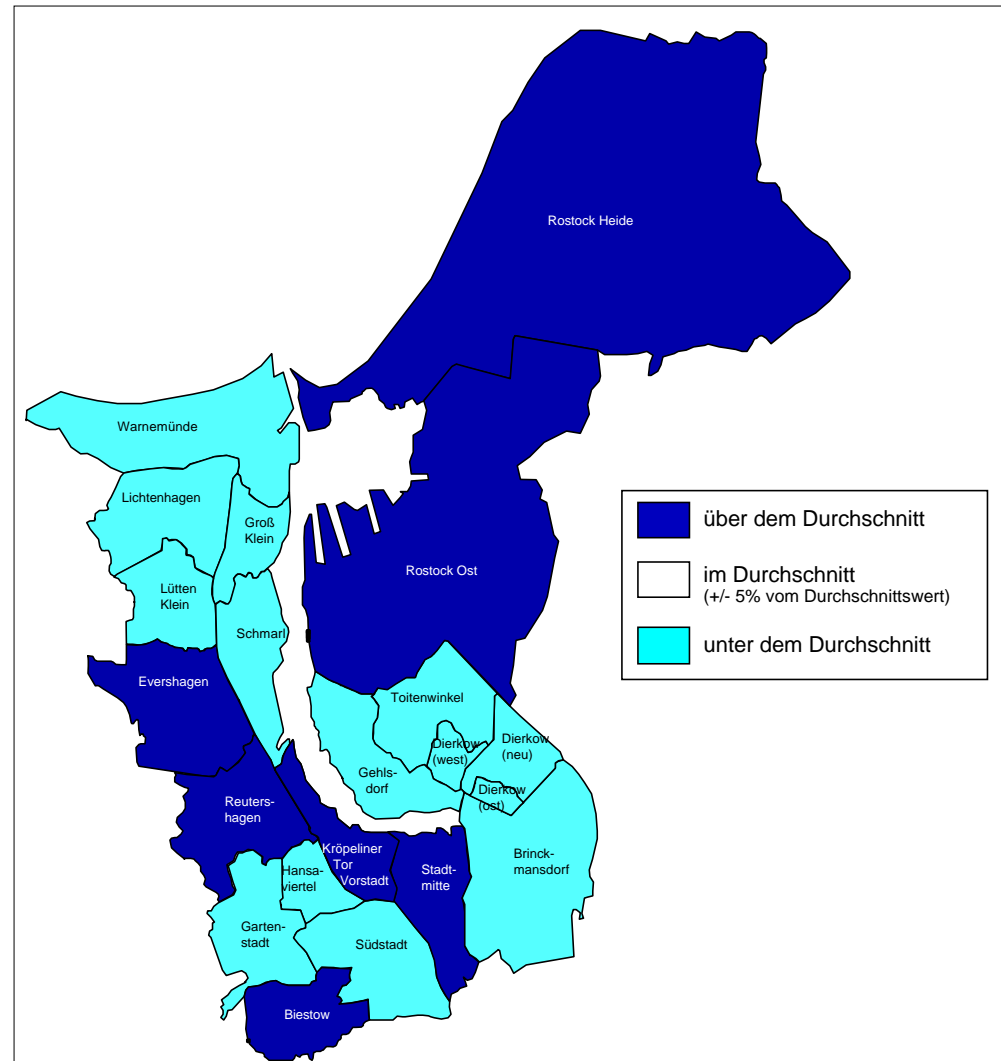 Rostock Heide
Warnemünde
Lichtenhagen
Groß
Klein
Rostock Ost
über dem Durchschnitt
im Durchschnitt
(+/- 5% vom Durchschnittswert)
unter dem Durchschnitt
Lütten
Klein
Schmarl
Evershagen
Toitenwinkel
Dierkow
(west)
Dierkow
(neu)
Gehls-
dorf
Dierkow
(ost)
Reuters-
hagen
Kröpeliner
Tor
Vorstadt
Stadt-
mitte
Brinck-
mansdorf
Hansa-
viertel
Garten-
stadt
Südstadt
Biestow